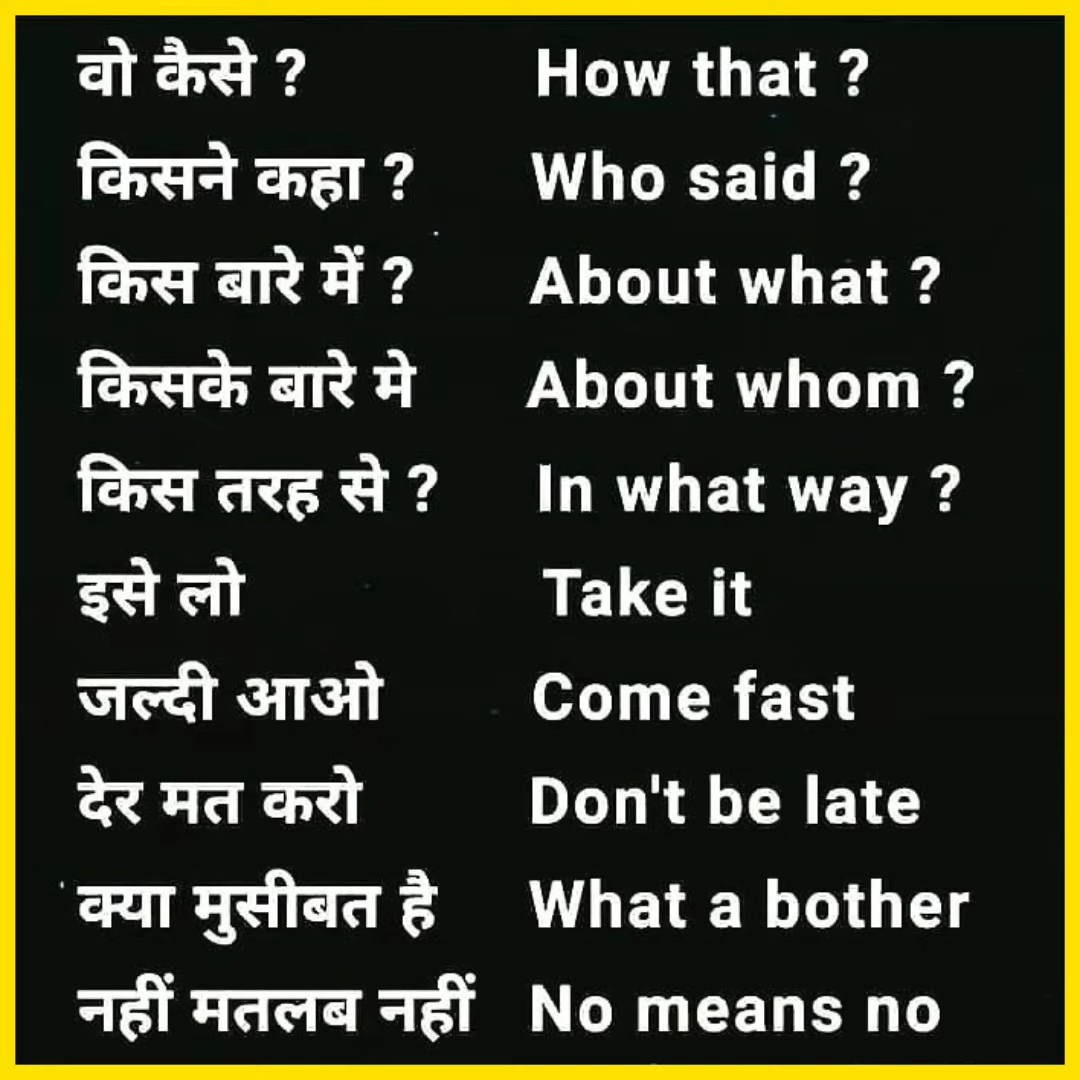 वो कैसे ? How that ?
किसने कहा ? Who said ?
किस बारे में ? About what ?
किसके बारे मे About whom ?
किस तरह से ? In what way ?
इसे लो Take it
जल्दी आओ Come fast
देर मत करो Don't be late
क्या मुसीबत है What a bother
नहीं मतलब नहीं No means no